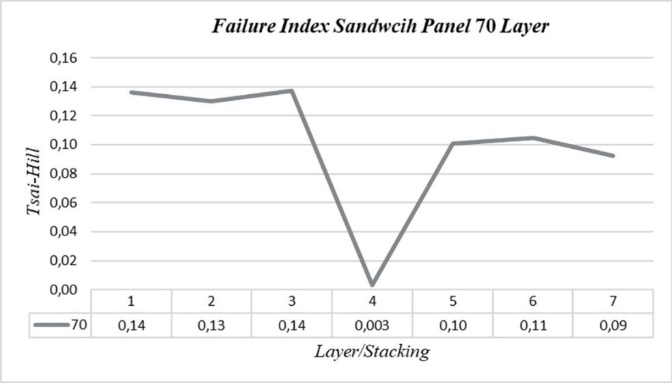 Failure Index Sandwcih Panel 70 Layer
0,16
0,14
0,12
0,10
0,08
0,06
0,04
0,02
0,00
Tsai-Hill
1 2 3 4 5 6 7
70 0,14 0,13 0,14 0,003 0,10 0,11 0,09
Layer/Stacking